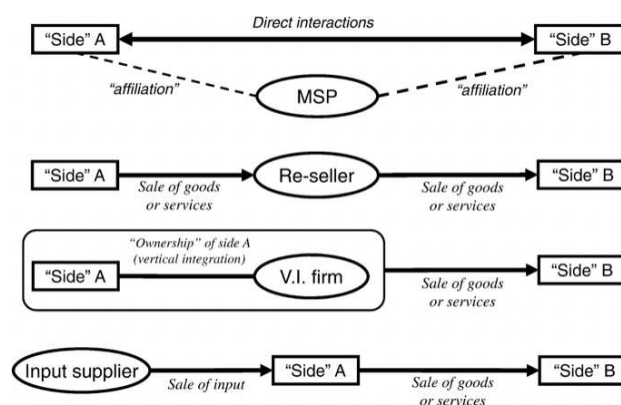 Direct interactions
“Side” A
“Side” B
“affiliation”
MSP
“affiliation”
“Side” A
Sale of goods
or services
Re-seller
Sale of goods
or services
“Side” B
“Ownership” of side A
(vertical integration)
“Side” A
V.I. firm
Sale of goods
or services
“Side” B
Input supplier
Sale of input
“Side” A
Sale of goods
or services
“Side” B